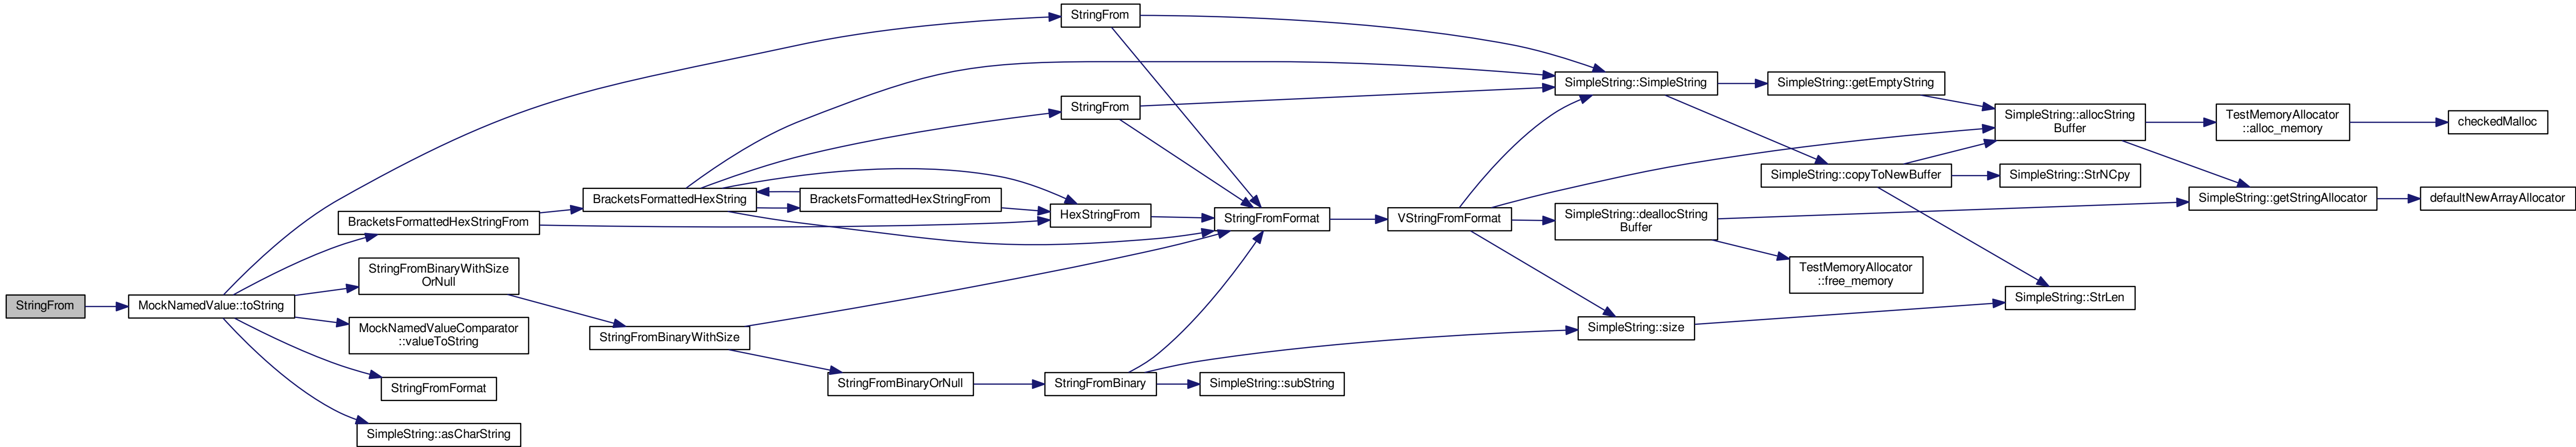 StringFrom
MockNamedValue::toString
StringFrom
BracketsFormattedHexStringFrom
StringFromBinaryWithSize
OrNull
MockNamedValueComparator
::valueToString
StringFromFormat
SimpleString::asCharString
BracketsFormattedHexString
StringFrom
BracketsFormattedHexStringFrom
HexStringFrom
StringFromBinaryWithSize
StringFromBinaryOrNull
StringFromBinary
SimpleString::subString
StringFromFormat
VStringFromFormat
SimpleString::SimpleString
SimpleString::deallocString
Buffer
SimpleString::size
SimpleString::getEmptyString
SimpleString::copyToNewBuffer
TestMemoryAllocator
::free_memory
SimpleString::allocString
Buffer
SimpleString::StrNCpy
SimpleString::StrLen
TestMemoryAllocator
::alloc_memory
SimpleString::getStringAllocator
checkedMalloc
defaultNewArrayAllocator